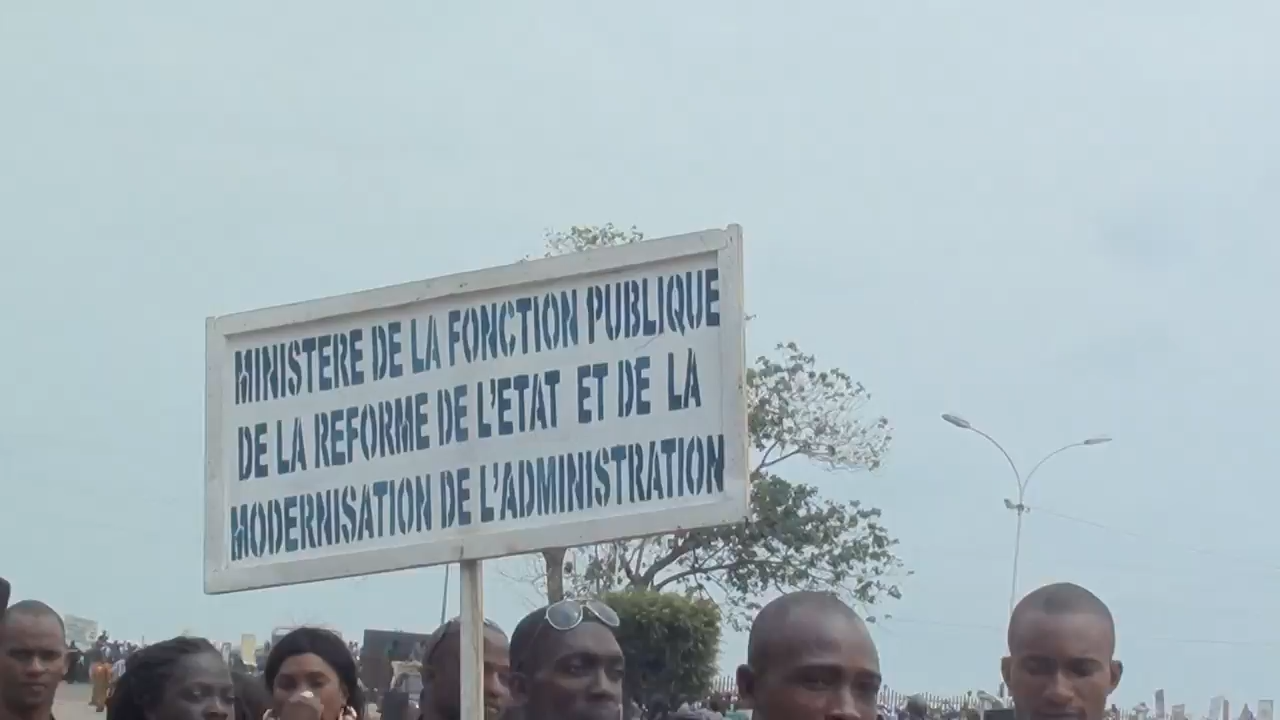 MINISTERE DE LA FONCTION PUBLIQUE
DE LA REFORME DE L'ETAT ET DE LA
MODERNISATION DE L'ADMINISTRATION